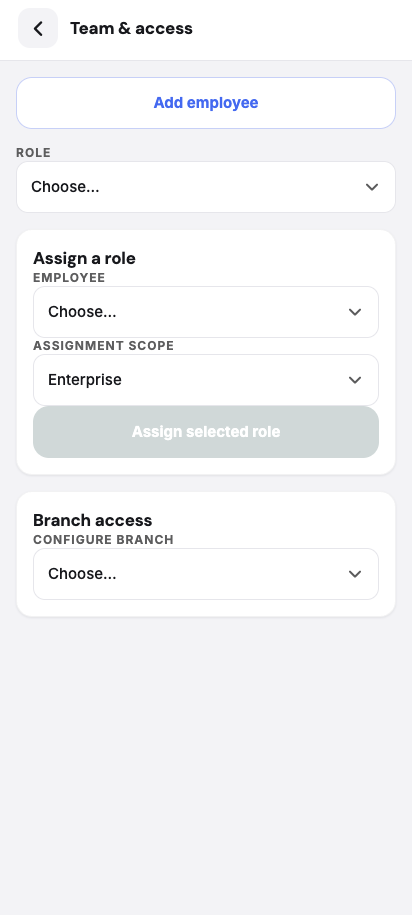 Team & access
Add employee
ROLE
Choose...
Assign a role
EMPLOYEE
Choose...
ASSIGNMENT SCOPE
Enterprise
Assign selected role
Branch access
CONFIGURE BRANCH
Choose...